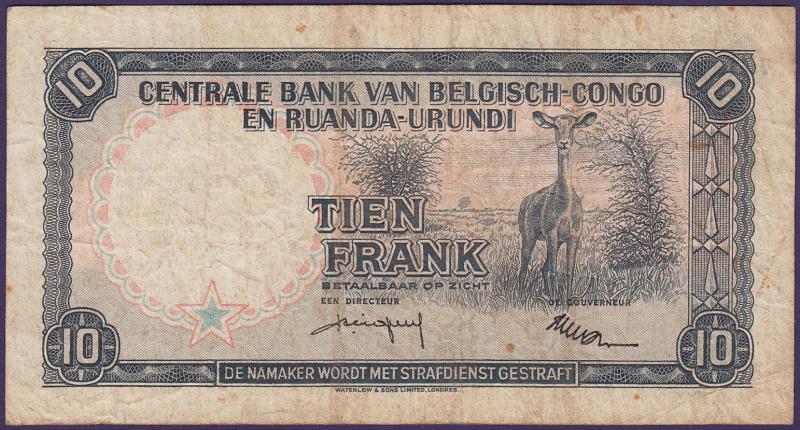 10 10
CENTRALE BANK VAN BELGISCH-CONGO
EN RUANDA-URUNDI
TIEN
FRANK
BETAALBAAR OP ZICHT
EEN DIRECTEUR DE GOUVERNEUR
10 10
DE NAMAKER WORDT MET STRAFDIENST GESTRAFT
WATERLOW & SONS LIMITED, LONDRES.